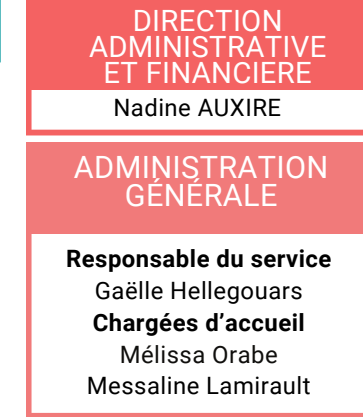 DIRECTION
ADMINISTRATIVE
ET FINANCIERE
Nadine AUXIRE
ADMINISTRATION
GÉNÉRALE
Responsable du service
Gaëlle Hellegouars
Chargées d’accueil
Mélissa Orabe
Messaline Lamirault